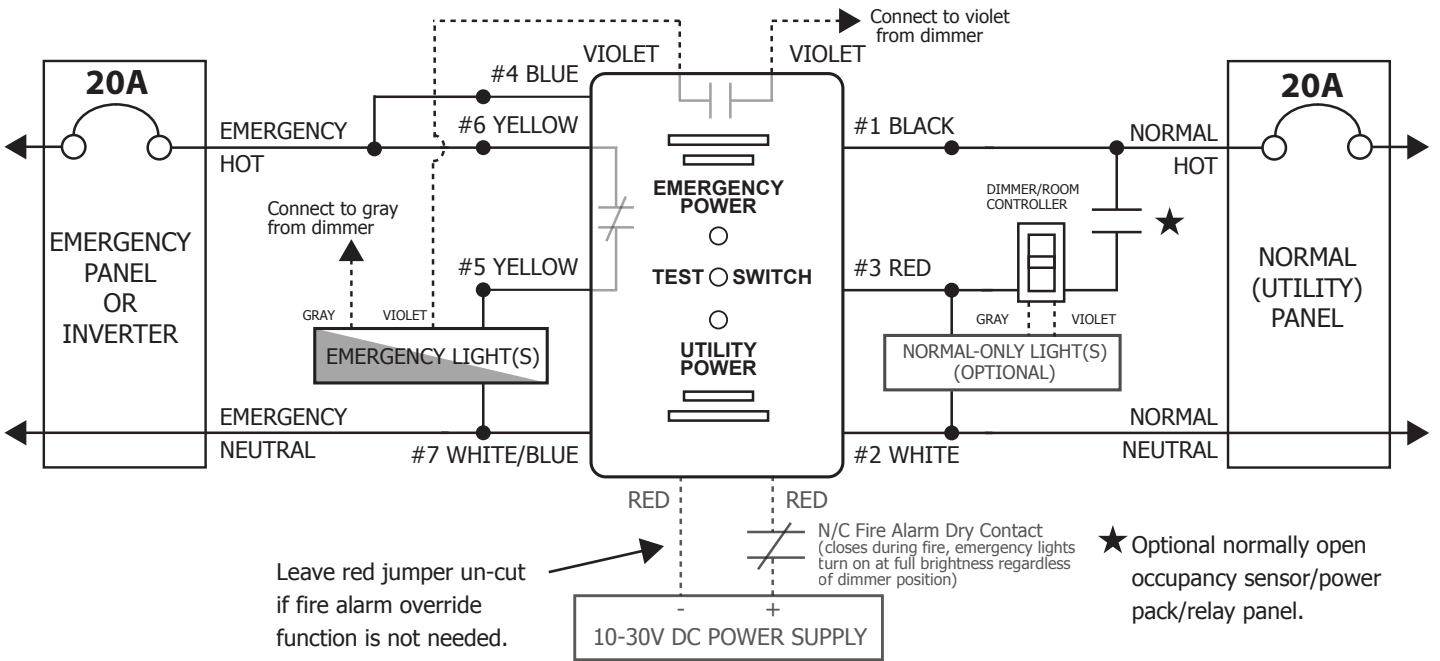 Connect to violet
from dimmer
VIOLET
VIOLET
20A
#4 BLUE
20A
EMERGENCY
HOT
#6 YELLOW
#1 BLACK
NORMAL
HOT
EMERGENCY
POWER
DIMMER/ROOM
CONTROLLER
★
Connect to gray
from dimmer
EMERGENCY
PANEL
OR
INVERTER
#5 YELLOW
TEST SWITCH
#3 RED
NORMAL
(UTILITY)
PANEL
GRAY
VIOLET
GRAY
VIOLET
EMERGENCY LIGHT(S)
UTILITY
POWER
NORMAL-ONLY LIGHT(S)
(OPTIONAL)
EMERGENCY
NEUTRAL
#7 WHITE/BLUE
#2 WHITE
NORMAL
NEUTRAL
RED
RED
N/C Fire Alarm Dry Contact
(closes during fire, emergency lights
turn on at full brightness regardless
of dimmer position)
Leave red jumper un-cut
if fire alarm override
function is not needed.
- +
10-30V DC POWER SUPPLY
★ Optional normally open
occupancy sensor/power
pack/relay panel.